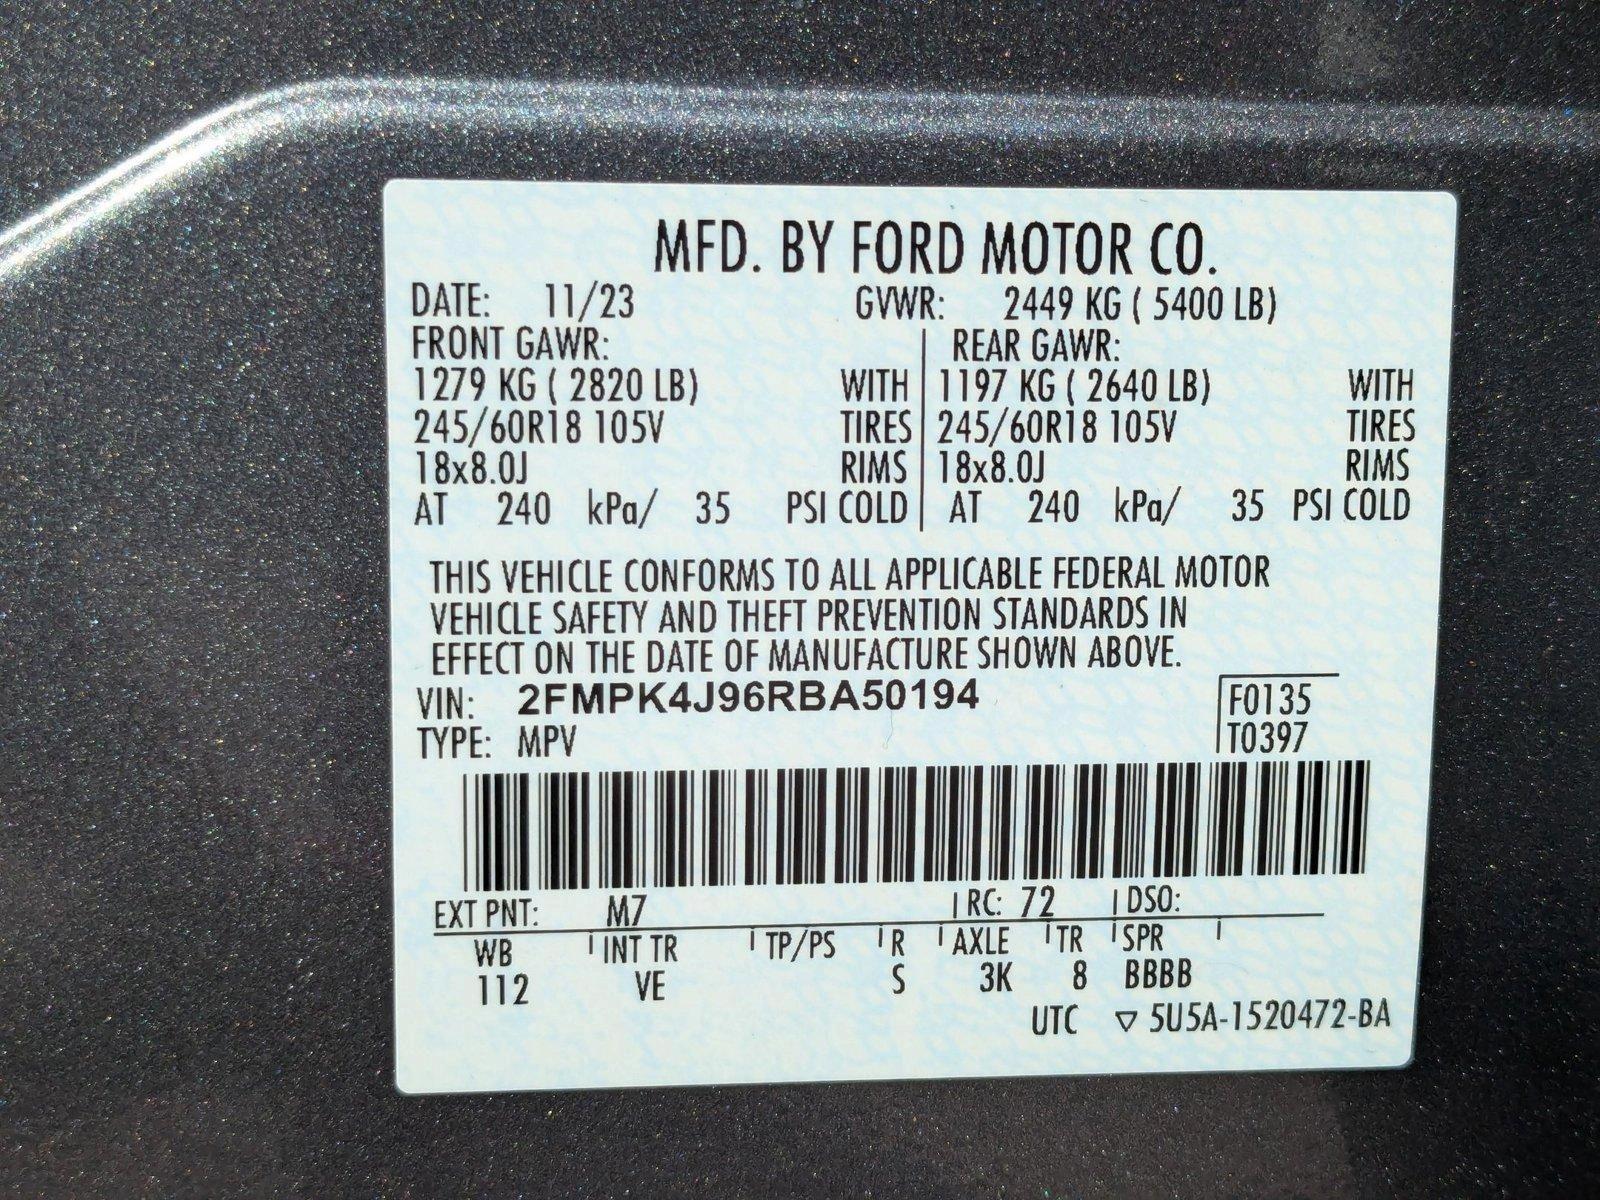 MFD. BY FORD MOTOR CO.
DATE: 11/23 GVWR: 2449 KG ( 5400 LB)
FRONT GAWR: REAR GAWR:
1279 KG ( 2820 LB) WITH 1197 KG ( 2640 LB) WITH
245/60R18 105V TIRES 245/60R18 105V TIRES
18x8.0J RIMS 18x8.0J RIMS
AT 240 kPa/ 35 PSI COLD AT 240 kPa/ 35 PSI COLD
THIS VEHICLE CONFORMS TO ALL APPLICABLE FEDERAL MOTOR
VEHICLE SAFETY AND THEFT PREVENTION STANDARDS IN
EFFECT ON THE DATE OF MANUFACTURE SHOWN ABOVE.
VIN: 2FMPK4J96RBA50194 F0135
TYPE: MPV T0397
EXT PNT: M7 RC: 72 DSO:
WB INT TR TP/PS R AXLE TR SPR
112 VE S 3K 8 BBBB
UTC ▽ 5U5A-1520472-BA